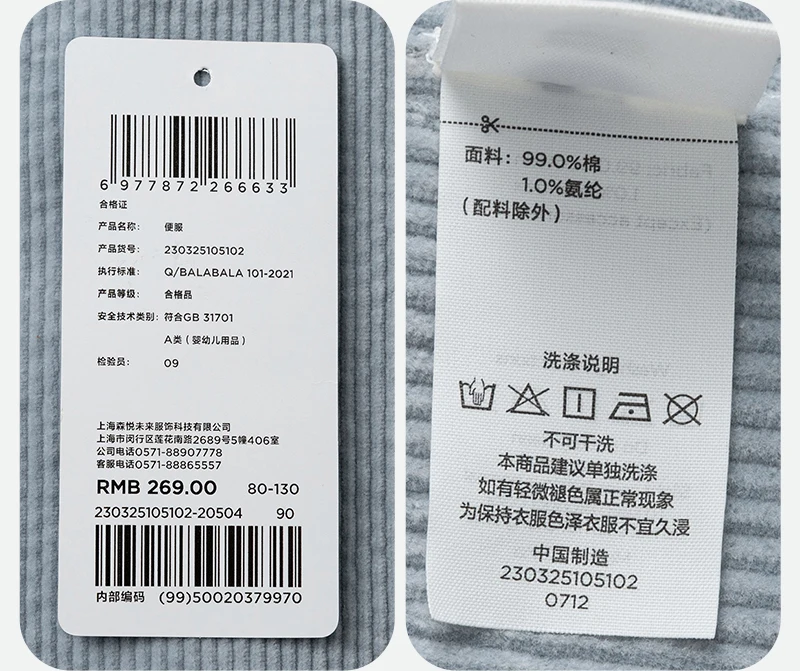 6 977872 266633
合格证
产品名称: 便服
产品货号: 230325105102
执行标准: Q/BALABALA 101-2021
产品等级: 合格品
安全技术类别: 符合GB 31701
A类（婴幼儿用品）
检验员: 09
上海森悦未来服饰科技有限公司
上海市闵行区莲花南路2689号5幢406室
公司电话0571-88907778
客服电话0571-88865557
RMB 269.00 80-130
230325105102-20504 90
内部编码 (99)50020379970
面料: 99.0%棉
1.0%氨纶
（配料除外）
洗涤说明
不可干洗
本商品建议单独洗涤
如有轻微褪色属正常现象
为保持衣服色泽衣服不宜久浸
中国制造
230325105102
0712